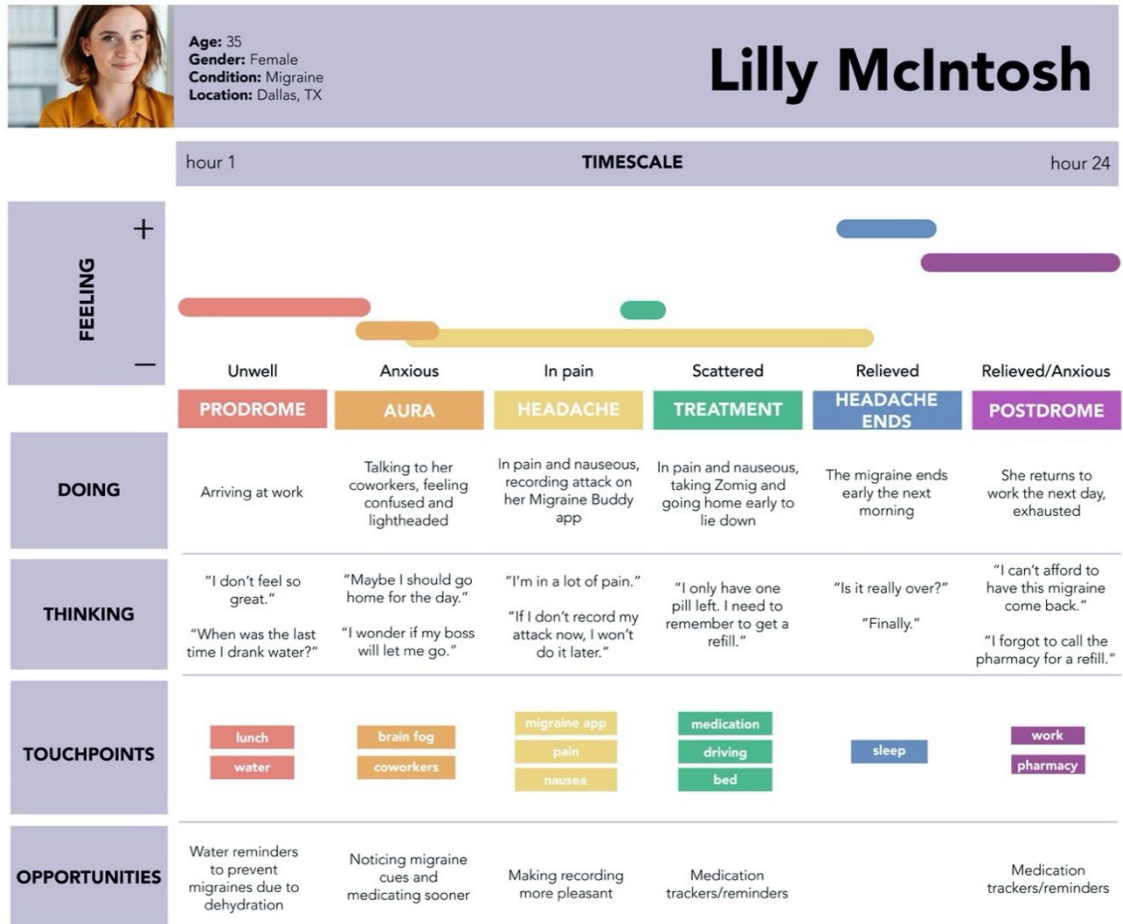 Age: 35
Gender: Female
Condition: Migraine
Location: Dallas, TX
Lilly McIntosh
hour 1
TIMESCALE
hour 24
FEELING
+
−
Unwell
Anxious
In pain
Scattered
Relieved
Relieved/Anxious
PRODROME
AURA
HEADACHE
TREATMENT
HEADACHE
ENDS
POSTDROME
DOING
Arriving at work
Talking to her
coworkers, feeling
confused and
lightheaded
In pain and nauseous,
recording attack on
her Migraine Buddy
app
In pain and nauseous,
taking Zomig and
going home early to
lie down
The migraine ends
early the next
morning
She returns to
work the next day,
exhausted
THINKING
"I don't feel so
great."
"When was the last
time I drank water?"
"Maybe I should go
home for the day."
"I wonder if my boss
will let me go."
"I'm in a lot of pain."
"If I don't record my
attack now, I won't
do it later."
"I only have one
pill left. I need to
remember to get a
refill."
"Is it really over?"
"Finally."
"I can't afford to
have this migraine
come back."
"I forgot to call the
pharmacy for a refill."
TOUCHPOINTS
lunch
water
brain fog
coworkers
migraine app
pain
nausea
medication
driving
bed
sleep
work
pharmacy
OPPORTUNITIES
Water reminders
to prevent
migraines due to
dehydration
Noticing migraine
cues and
medicating sooner
Making recording
more pleasant
Medication
trackers/reminders
Medication
trackers/reminders